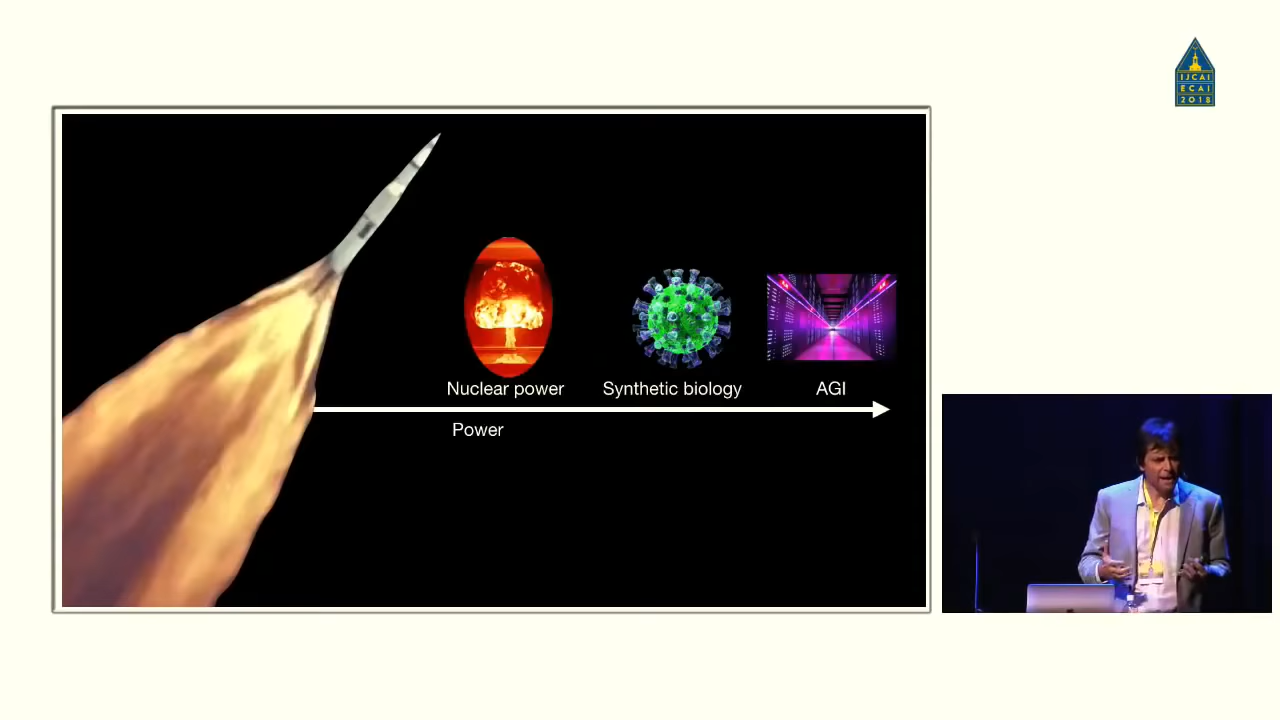 IJCAI
ECAI
2018
Nuclear power
Synthetic biology
AGI
Power